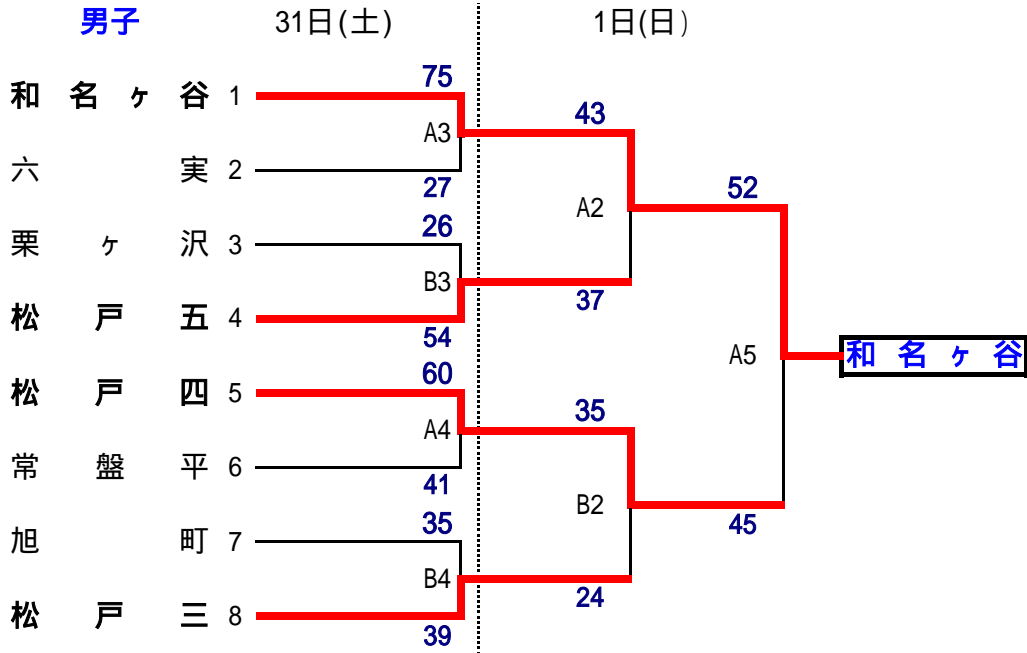 男子 31日(土) 1日(日)
75
和名ヶ谷 1
43
A3
六実 2
27
52
A2
26
栗ヶ沢 3
B3
37
松戸五 4
54
A5 和名ヶ谷
60
松戸四 5
35
A4
常盤平 6
41
B2
45
35
旭町 7
B4
24
松戸三 8
39